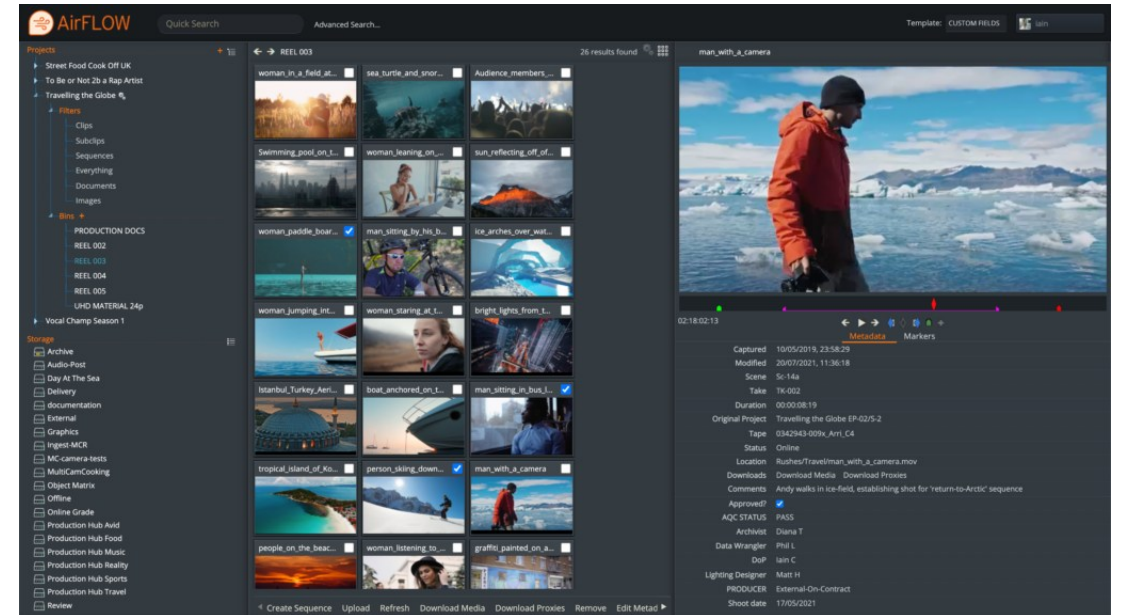 AirFLOW
Quick Search
Advanced Search...
Template: CUSTOM FIELDS
iain
Projects
+
Street Food Cook Off UK
To Be or Not 2b a Rap Artist
Travelling the Globe
Filters
Clips
Subclips
Sequences
Everything
Documents
Images
Bins +
PRODUCTION DOCS
REEL 002
REEL 003
REEL 004
REEL 005
UHD MATERIAL 24p
Vocal Champ Season 1
Storage
Archive
Audio-Post
Day At The Sea
Delivery
documentation
External
Graphics
Ingest-MCR
MC-camera-tests
MultiCamCooking
Object Matrix
Offline
Online Grade
Production Hub Avid
Production Hub Food
Production Hub Music
Production Hub Reality
Production Hub Sports
Production Hub Travel
Review
REEL 003
26 results found
woman_in_a_field_at...
sea_turtle_and_snor...
Audience_members_...
Swimming_pool_on_t...
woman_leaning_on_...
sun_reflecting_off_of...
woman_paddle_boar...
man_sitting_by_his_b...
ice_arches_over_wat...
woman_jumping_int...
woman_staring_at_t...
bright_lights_from_t...
Istanbul_Turkey_Aeri...
boat_anchored_on_t...
man_sitting_in_bus_l...
tropical_island_of_Ko...
person_skiing_down...
man_with_a_camera
people_on_the_beac...
woman_listening_to_...
graffiti_painted_on_a...
Create Sequence Upload Refresh Download Media Download Proxies Remove Edit Metad
man_with_a_camera
02:18:02:13
Metadata Markers
Captured 10/05/2019, 23:58:29
Modified 20/07/2021, 11:36:18
Scene Sc-14a
Take TK-002
Duration 00:00:08:19
Original Project Travelling the Globe EP-02/S-2
Tape 0342943-009x_Arri_C4
Status Online
Location Rushes/Travel/man_with_a_camera.mov
Downloads Download Media Download Proxies
Comments Andy walks in ice-field, establishing shot for 'return-to-Arctic' sequence
Approved?
AQC STATUS PASS
Archivist Diana T
Data Wrangler Phil L
DoP Iain C
Lighting Designer Matt H
PRODUCER External-On-Contract
Shoot date 17/05/2021